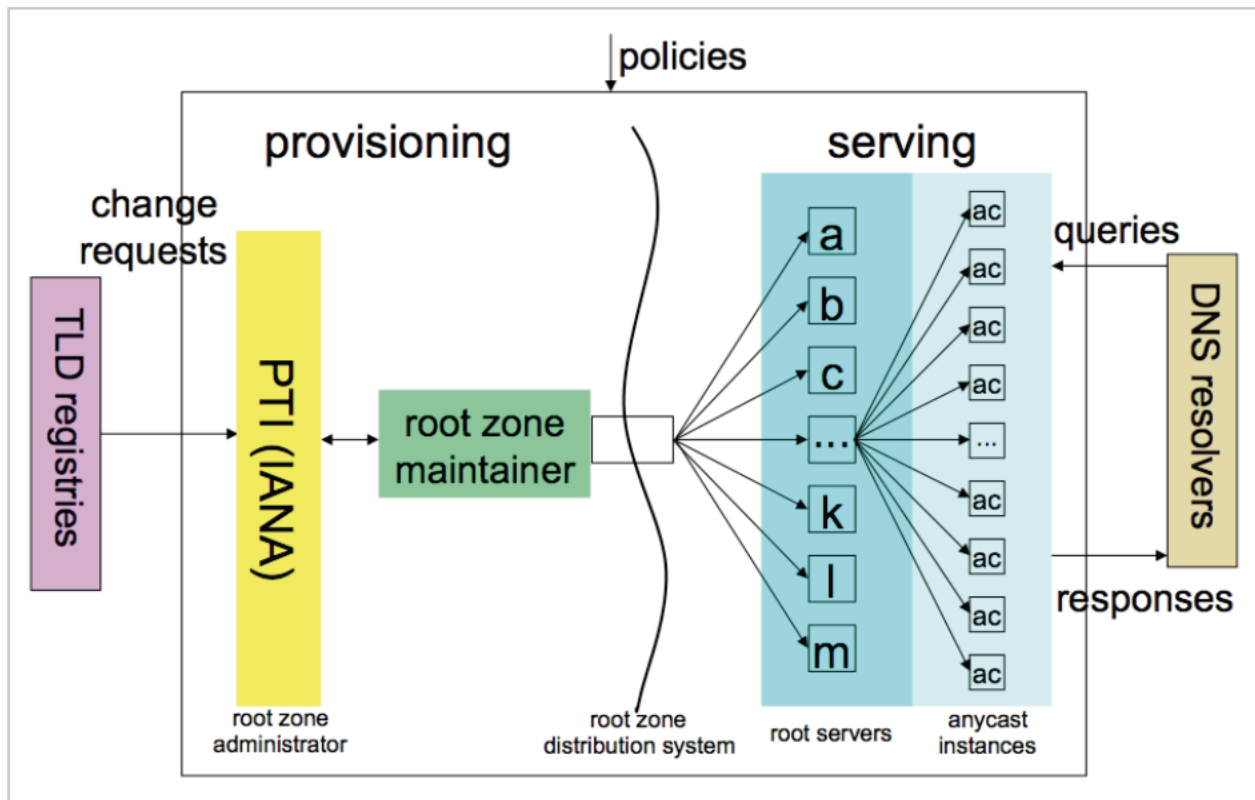 policies
provisioning
serving
change
requests
TLD registries
PTI (IANA)
root zone
maintainer
a
b
c
...
k
l
m
ac
ac
ac
ac
...
ac
ac
ac
ac
queries
DNS resolvers
responses
root zone
administrator
root zone
distribution system
root servers
anycast
instances